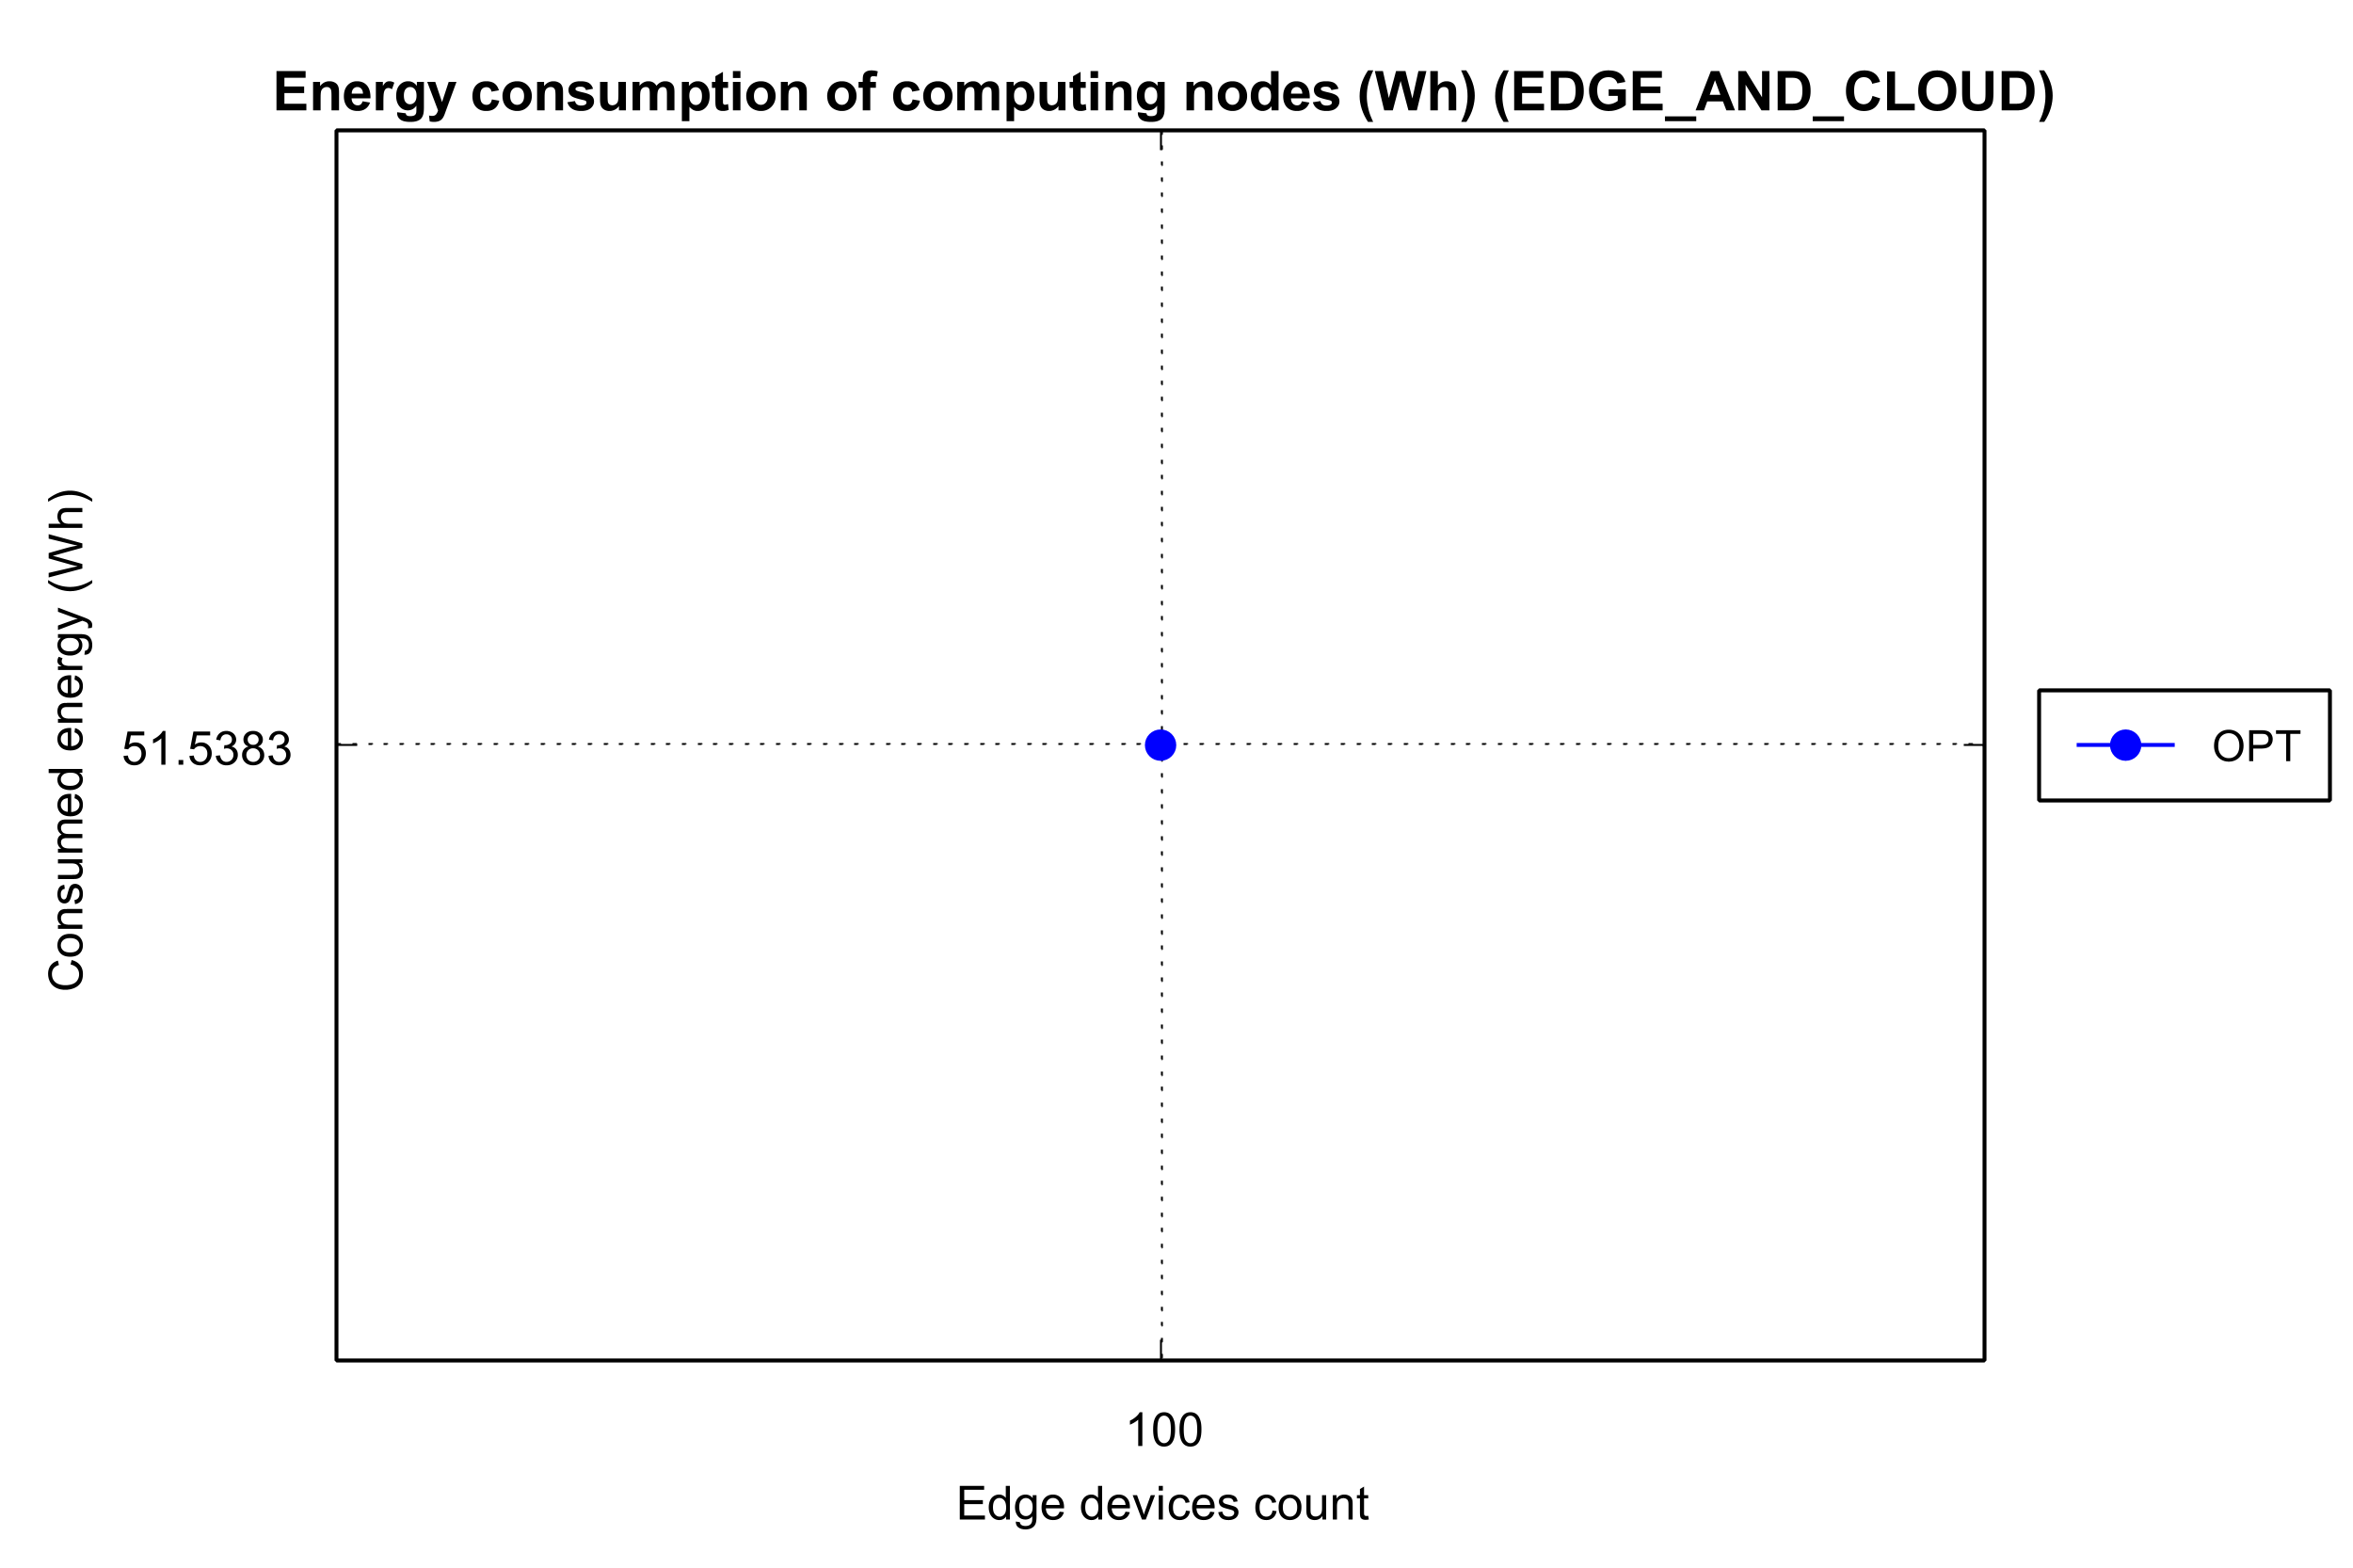 Energy consumption of computing nodes (Wh)(EDGE_AND_CLOUD)
Consumed energy (Wh)
51.5383
OPT
100
Edge devices count